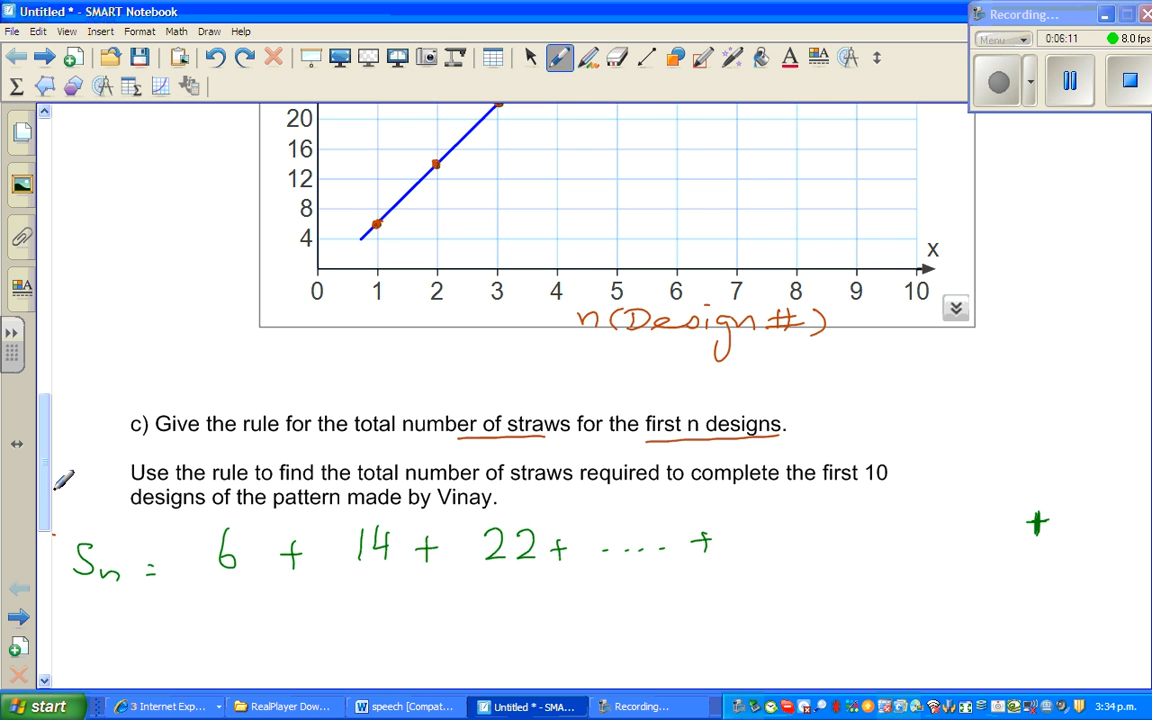 Untitled * - SMART Notebook
Recording...
File Edit View Insert Format Math Draw Help
Menu 0:06:11 8.0 fps
20
16
12
8
4
X
0 1 2 3 4 5 6 7 8 9 10
n (Design #)
c) Give the rule for the total number of straws for the first n designs.
Use the rule to find the total number of straws required to complete the first 10
designs of the pattern made by Vinay.
+
Sn = 6 + 14 + 22 + .... +
start 3 Internet Exp... RealPlayer Dow... speech [Compat... Untitled * - SMA... Recording... 3:34 p.m.